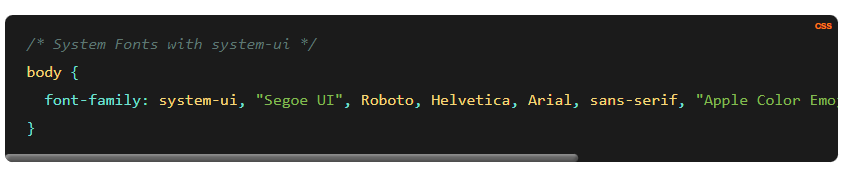 css
/* System Fonts with system-ui */
body {
font-family: system-ui, "Segoe UI", Roboto, Helvetica, Arial, sans-serif, "Apple Color
}